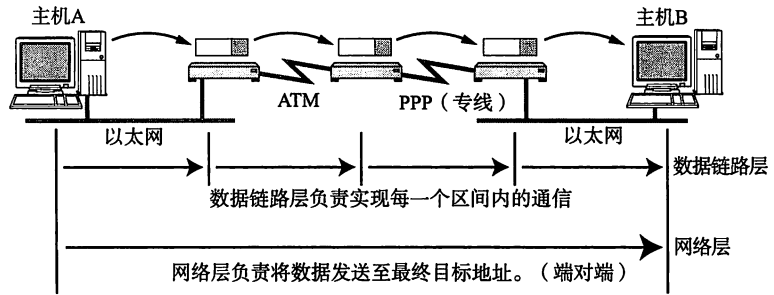 主机A
主机B
ATM
PPP（专线）
以太网
以太网
数据链路层
数据链路层负责实现每一个区间内的通信
网络层
网络层负责将数据发送至最终目标地址。（端对端）